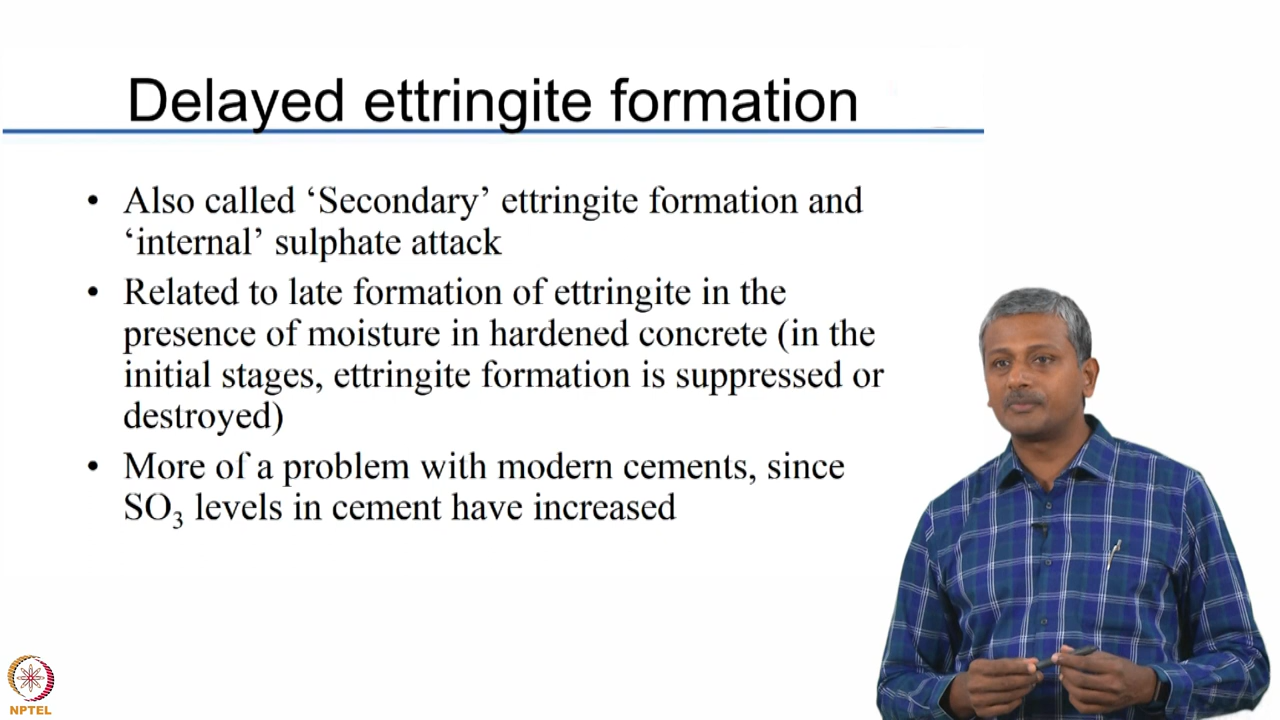 Delayed ettringite formation
• Also called ‘Secondary’ ettringite formation and
‘internal’ sulphate attack
• Related to late formation of ettringite in the
presence of moisture in hardened concrete (in the
initial stages, ettringite formation is suppressed or
destroyed)
• More of a problem with modern cements, since
SO₃ levels in cement have increased
NPTEL